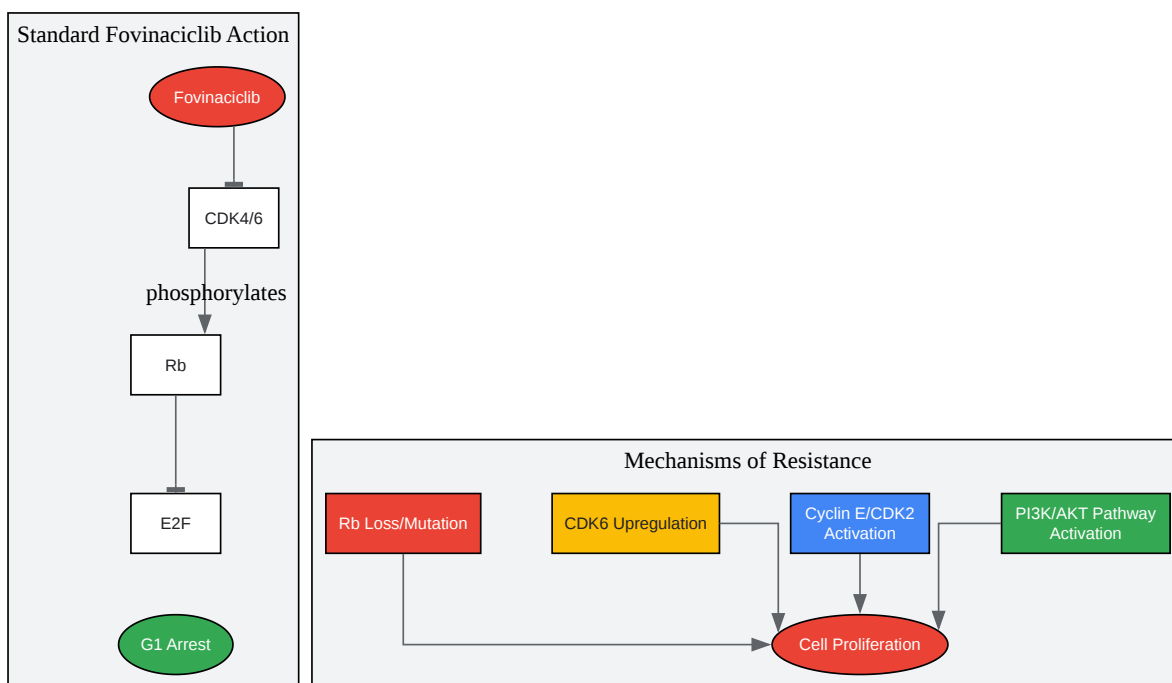 Standard Fovinaciclib Action
Fovinaciclib
CDK4/6
phosphorylates
Rb
E2F
G1 Arrest
Mechanisms of Resistance
Rb Loss/Mutation
CDK6 Upregulation
Cyclin E/CDK2
Activation
PI3K/AKT Pathway
Activation
Cell Proliferation